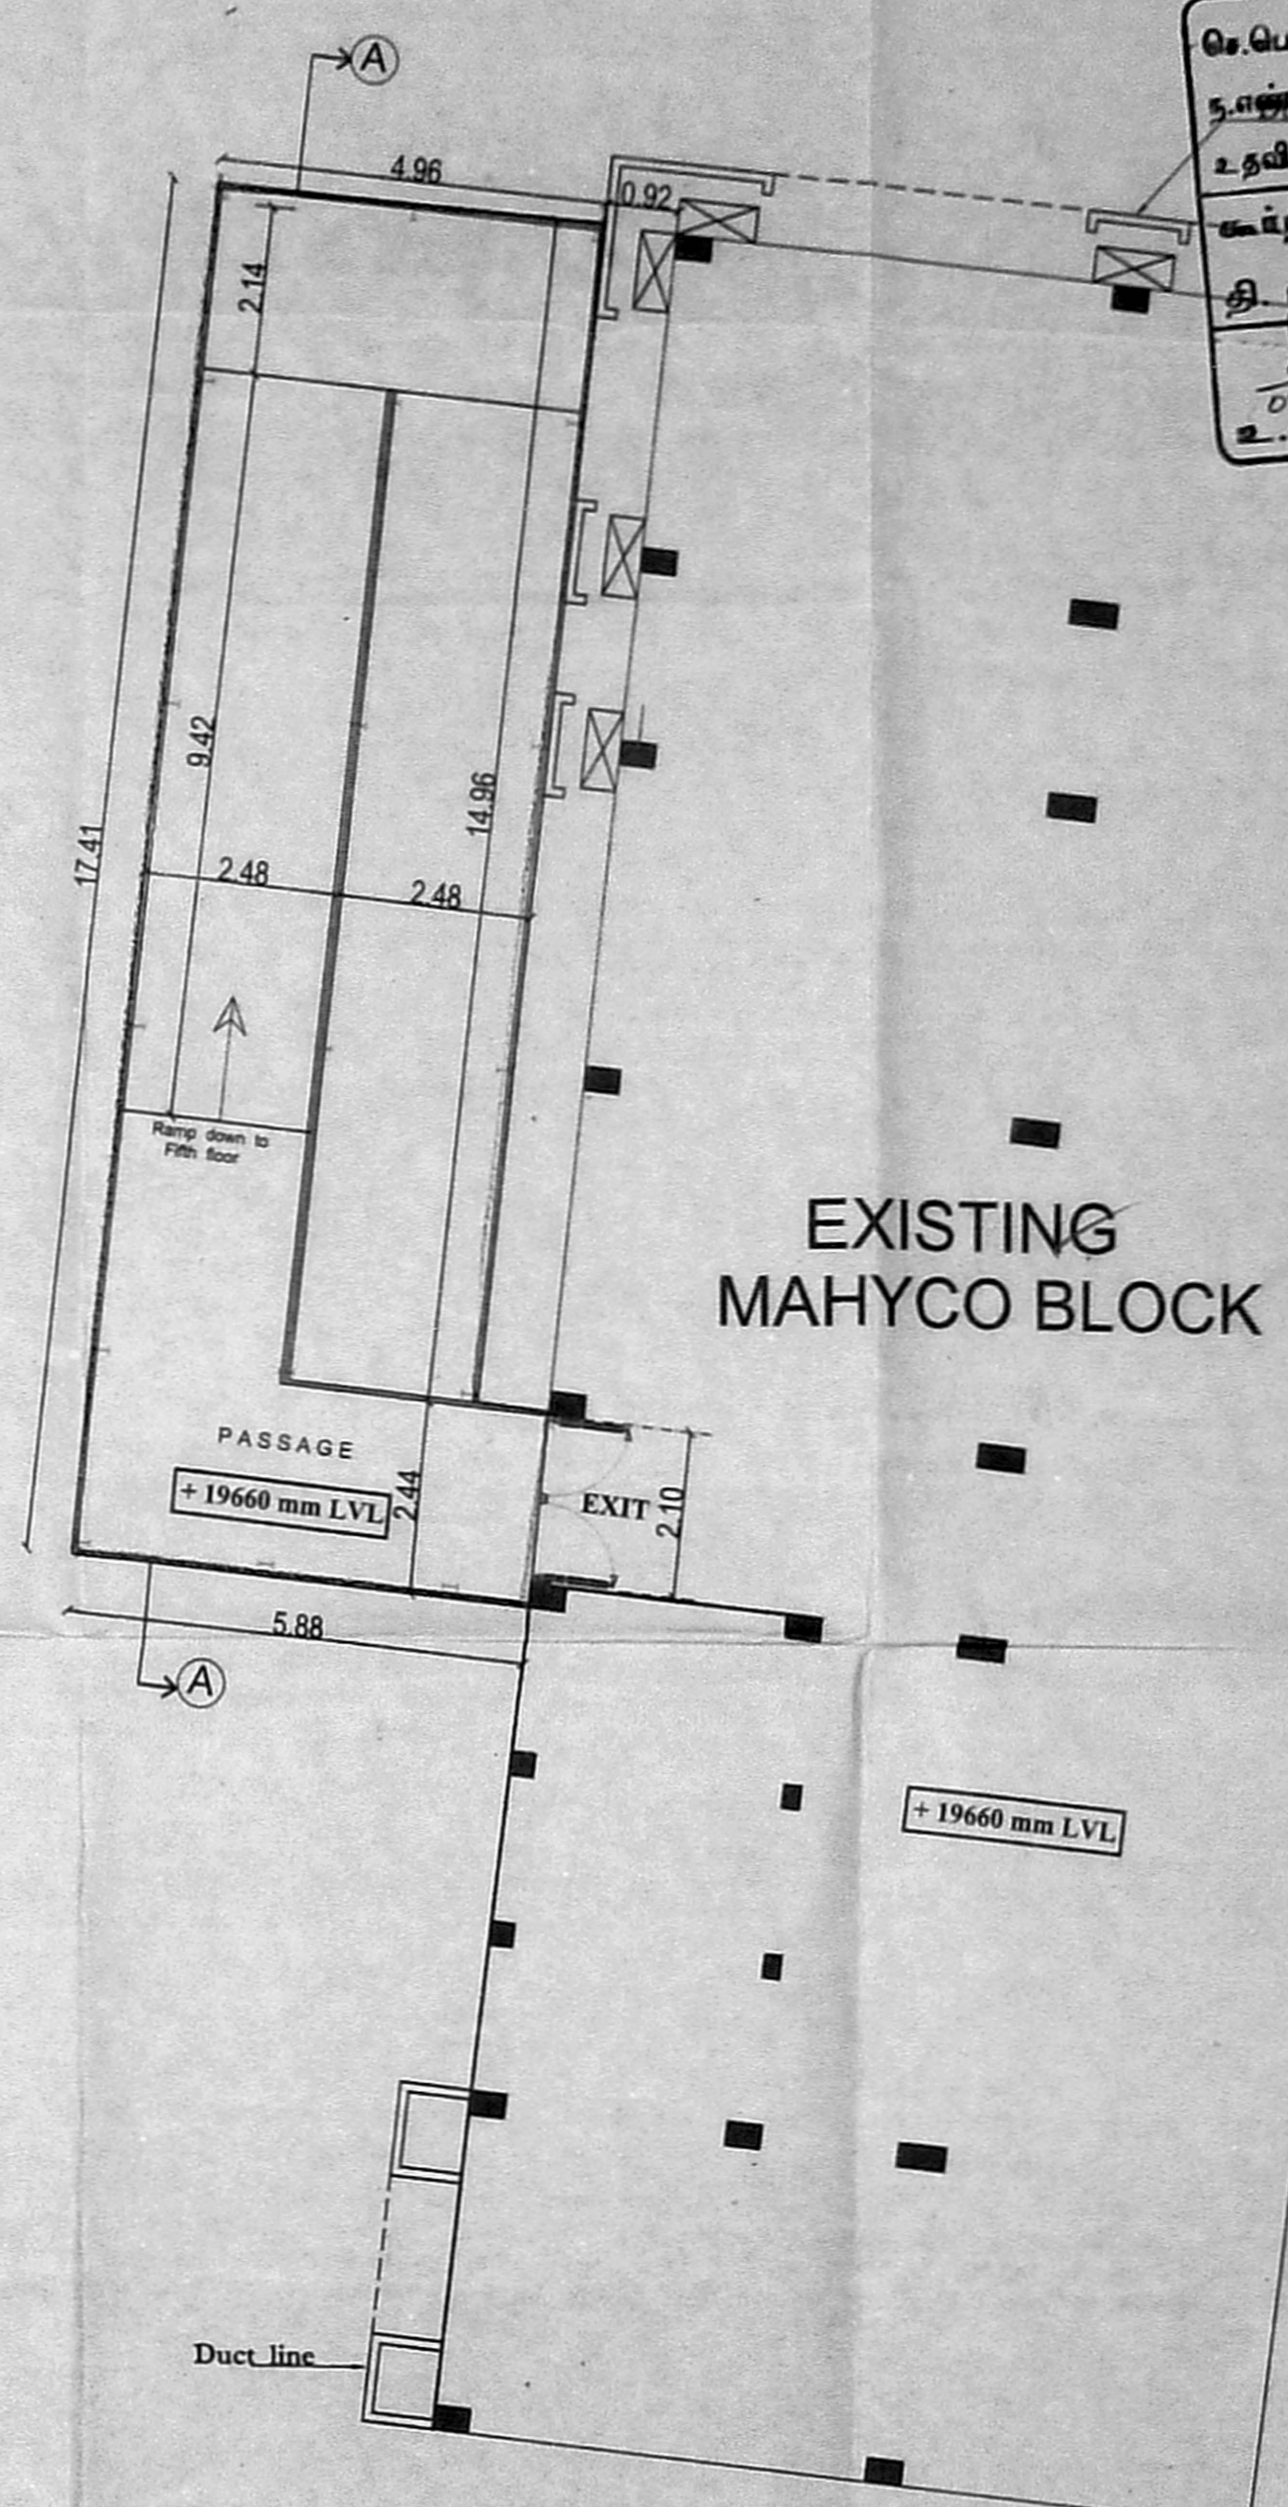 A
4.96
0.92
2.14
9.42
17.41
14.96
2.48
2.48
Ramp down to
Fifth floor
EXISTING
MAHYCO BLOCK
PASSAGE
+ 19660 mm LVL
2.44
EXIT
2.10
5.88
A
+ 19660 mm LVL
Duct line